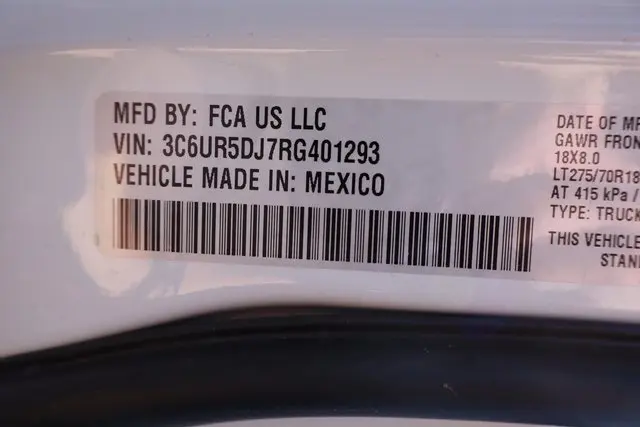 MFD BY: FCA US LLC
VIN: 3C6UR5DJ7RG401293
VEHICLE MADE IN: MEXICO
DATE OF
GAWR FRON
18X8.0
LT275/70R18
AT 415 kPa /
TYPE: TRUCK
THIS VEHICLE
STAN